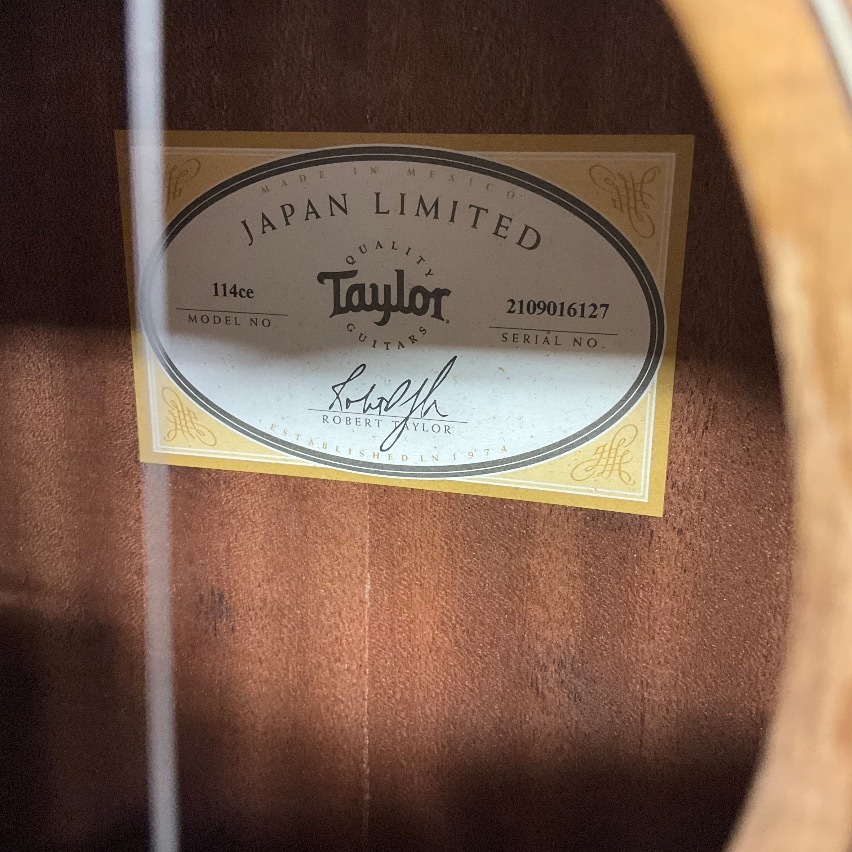 MADE IN MEXICO
JAPAN LIMITED
QUALITY
Taylor
GUITARS
114ce
MODEL NO
2109016127
SERIAL NO.
ROBERT TAYLOR
ESTABLISHED IN 1974